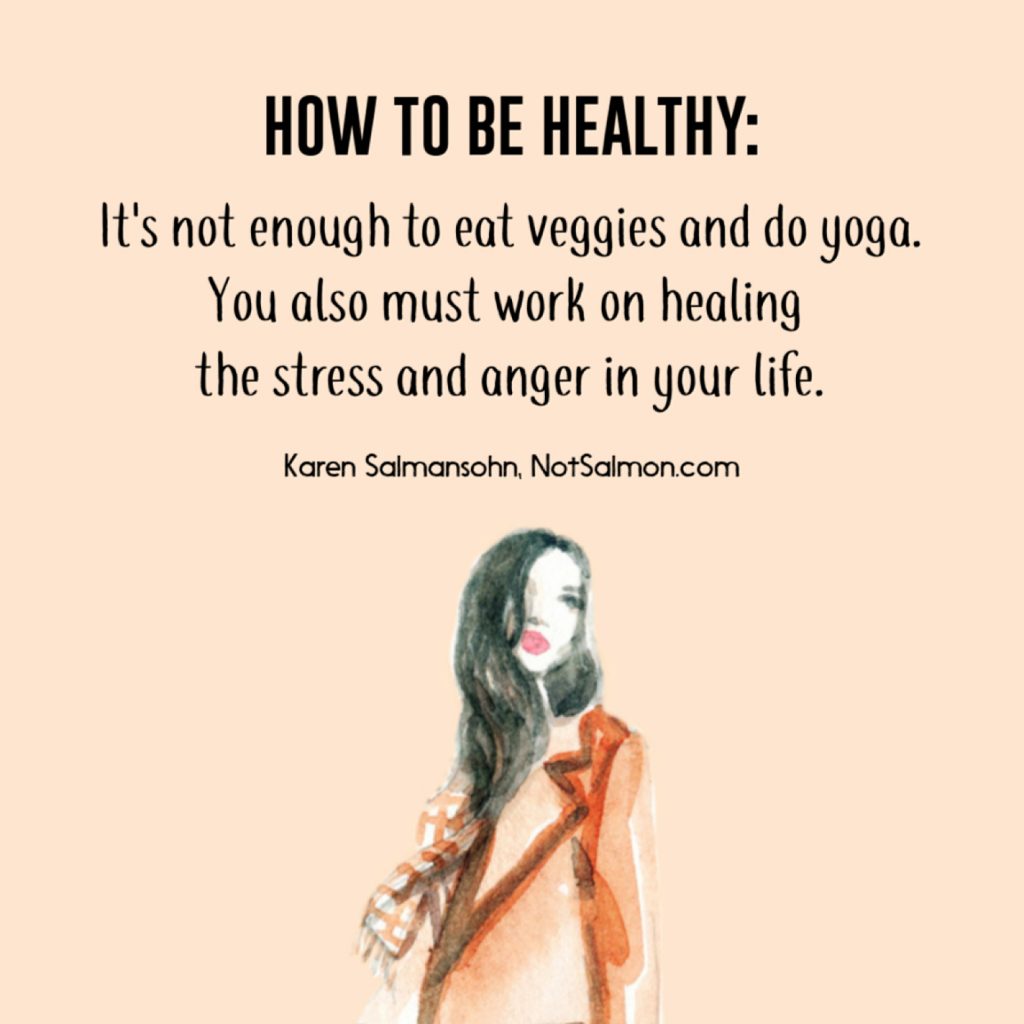 HOW TO BE HEALTHY:
It's not enough to eat veggies and do yoga.
You also must work on healing
the stress and anger in your life.
Karen Salmansohn, NotSalmon.com